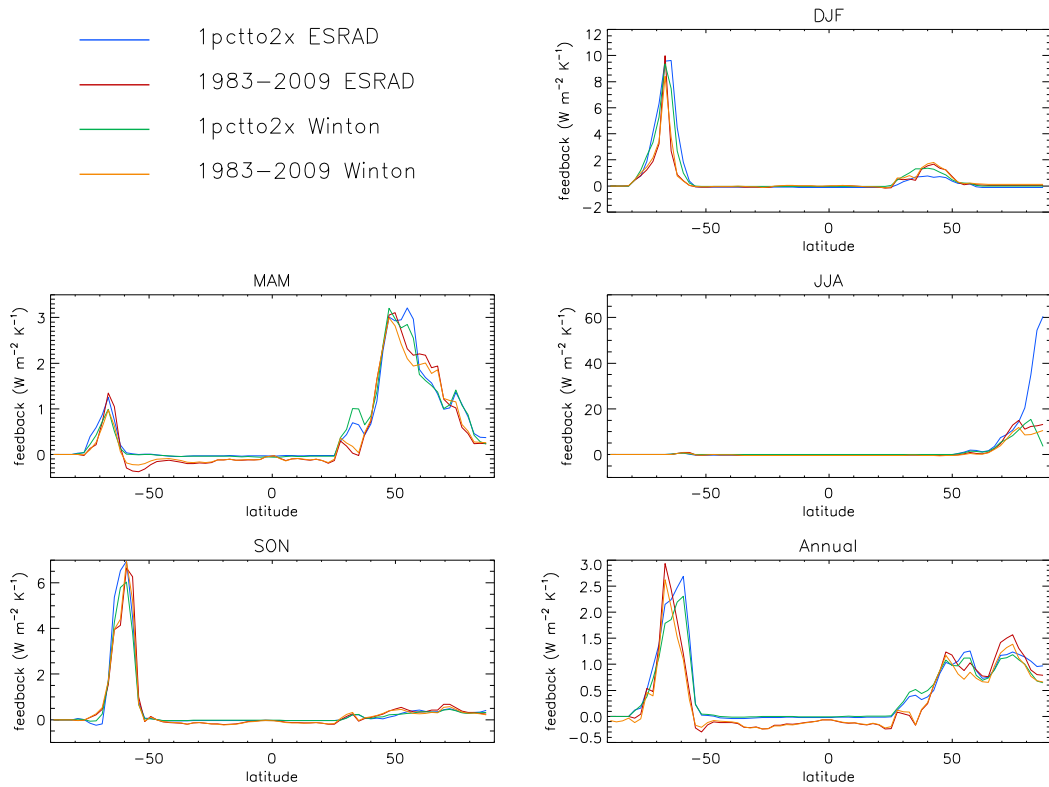 1pctto2x ESRAD
1983−2009 ESRAD
1pctto2x Winton
1983−2009 Winton
DJF
feedback (W m⁻² K⁻¹)
12
10
8
6
4
2
0
−2
−50
0
50
latitude
MAM
feedback (W m⁻² K⁻¹)
3
2
1
0
−50
0
50
latitude
JJA
feedback (W m⁻² K⁻¹)
60
40
20
0
−50
0
50
latitude
SON
feedback (W m⁻² K⁻¹)
6
4
2
0
−50
0
50
latitude
Annual
feedback (W m⁻² K⁻¹)
3.0
2.5
2.0
1.5
1.0
0.5
0.0
−0.5
−50
0
50
latitude